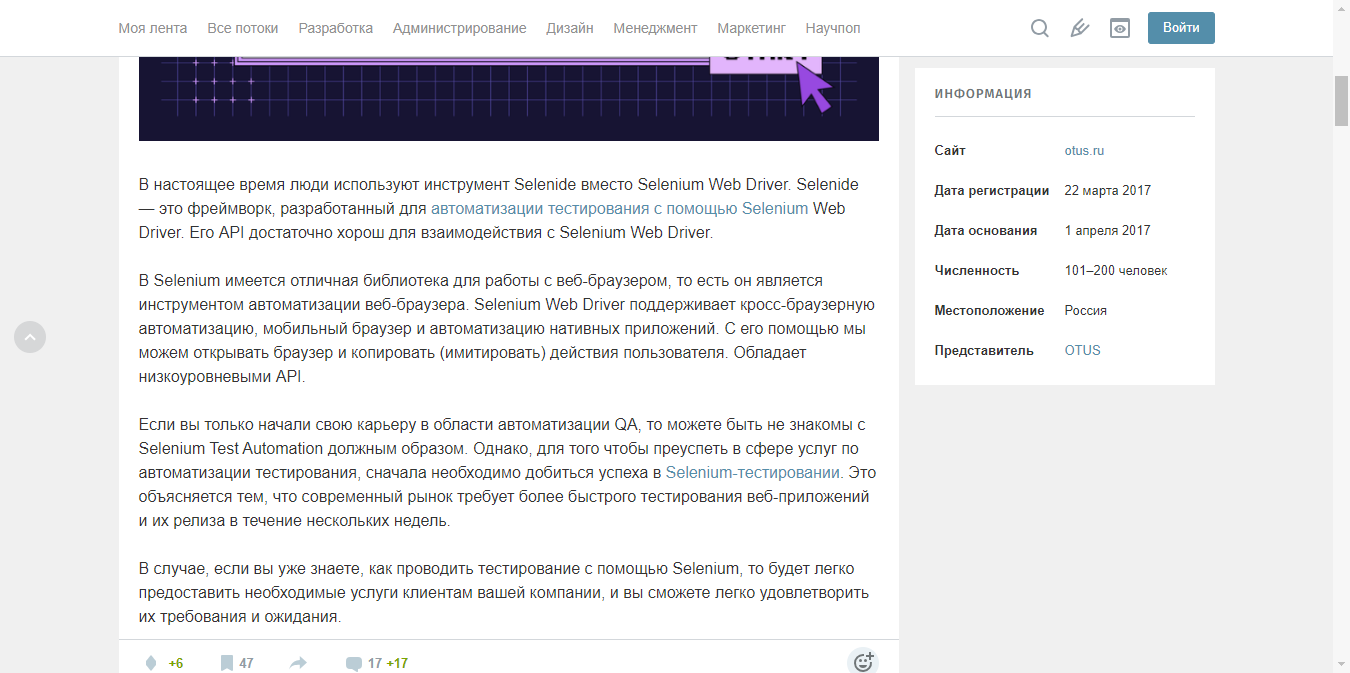 Моя лента Все потоки Разработка Администрирование Дизайн Менеджмент Маркетинг Научпоп Войти
В настоящее время люди используют инструмент Selenide вместо Selenium Web Driver. Selenide
— это фреймворк, разработанный для автоматизации тестирования с помощью Selenium Web
Driver. Его API достаточно хорош для взаимодействия с Selenium Web Driver.
В Selenium имеется отличная библиотека для работы с веб-браузером, то есть он является
инструментом автоматизации веб-браузера. Selenium Web Driver поддерживает кросс-браузерную
автоматизацию, мобильный браузер и автоматизацию нативных приложений. С его помощью мы
можем открывать браузер и копировать (имитировать) действия пользователя. Обладает
низкоуровневыми API.
Если вы только начали свою карьеру в области автоматизации QA, то можете быть не знакомы с
Selenium Test Automation должным образом. Однако, для того чтобы преуспеть в сфере услуг по
автоматизации тестирования, сначала необходимо добиться успеха в Selenium-тестировании. Это
объясняется тем, что современный рынок требует более быстрого тестирования веб-приложений
и их релиза в течение нескольких недель.
В случае, если вы уже знаете, как проводить тестирование с помощью Selenium, то будет легко
предоставить необходимые услуги клиентам вашей компании, и вы сможете легко удовлетворить
их требования и ожидания.
+6 47 17 +17
ИНФОРМАЦИЯ
Сайт otus.ru
Дата регистрации 22 марта 2017
Дата основания 1 апреля 2017
Численность 101–200 человек
Местоположение Россия
Представитель OTUS